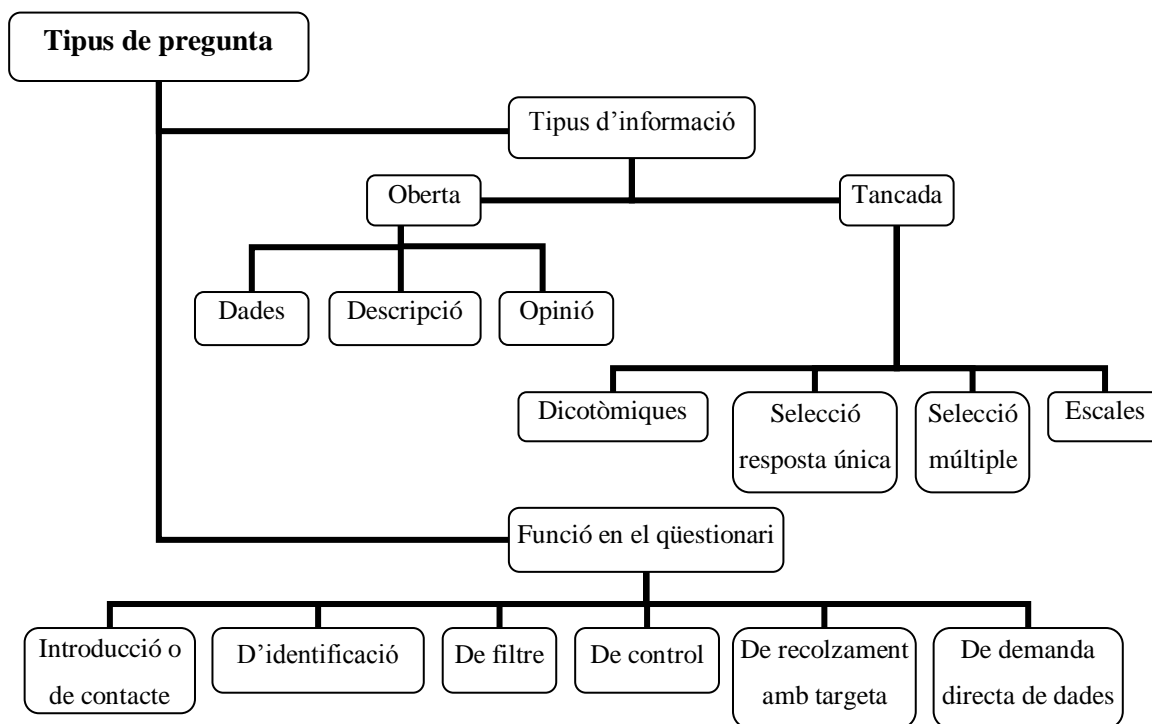 Tipus de pregunta
Tipus d’informació
Oberta
Tancada
Dades
Descripció
Opinió
Dicotòmiques
Selecció
resposta única
Selecció
múltiple
Escales
Funció en el qüestionari
Introducció o
de contacte
D’identificació
De filtre
De control
De recolzament
amb targeta
De demanda
directa de dades